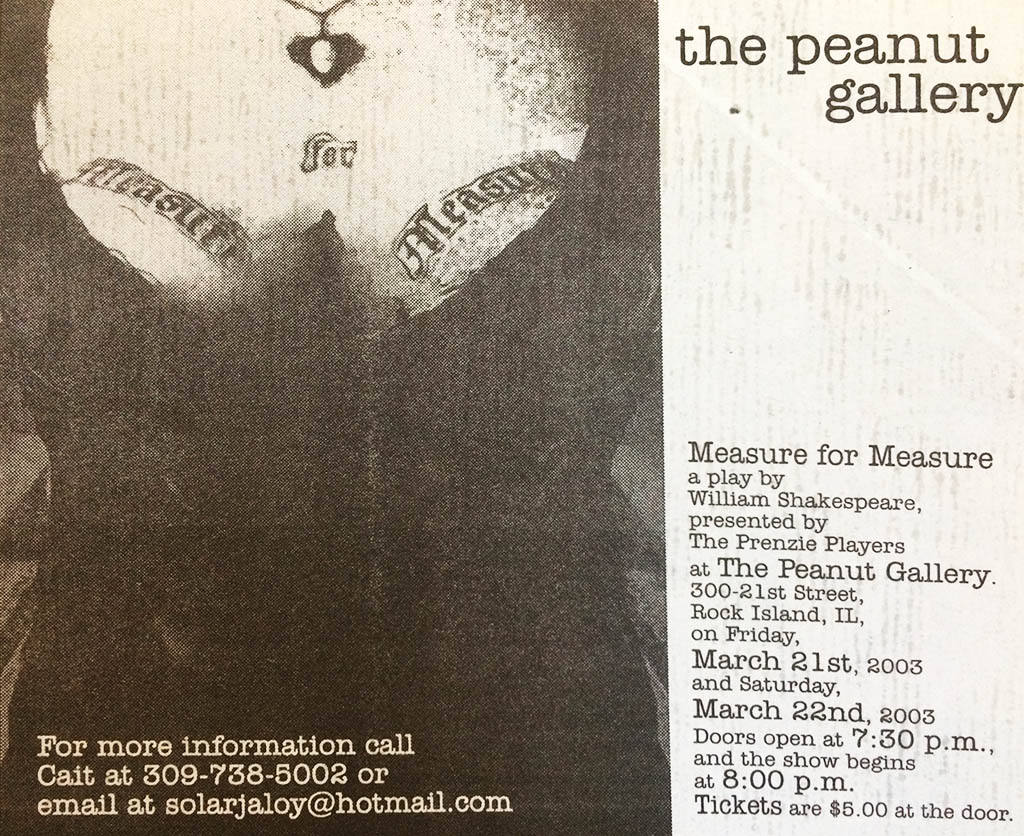 the peanut
gallery
Measure
for
Measure
Measure for Measure
a play by
William Shakespeare,
presented by
The Prenzie Players
at The Peanut Gallery.
300-21st Street,
Rock Island, IL,
on Friday,
March 21st, 2003
and Saturday,
March 22nd, 2003
Doors open at 7:30 p.m.,
and the show begins
at 8:00 p.m.
Tickets are $5.00 at the door.
For more information call
Cait at 309-738-5002 or
email at solarjaloy@hotmail.com